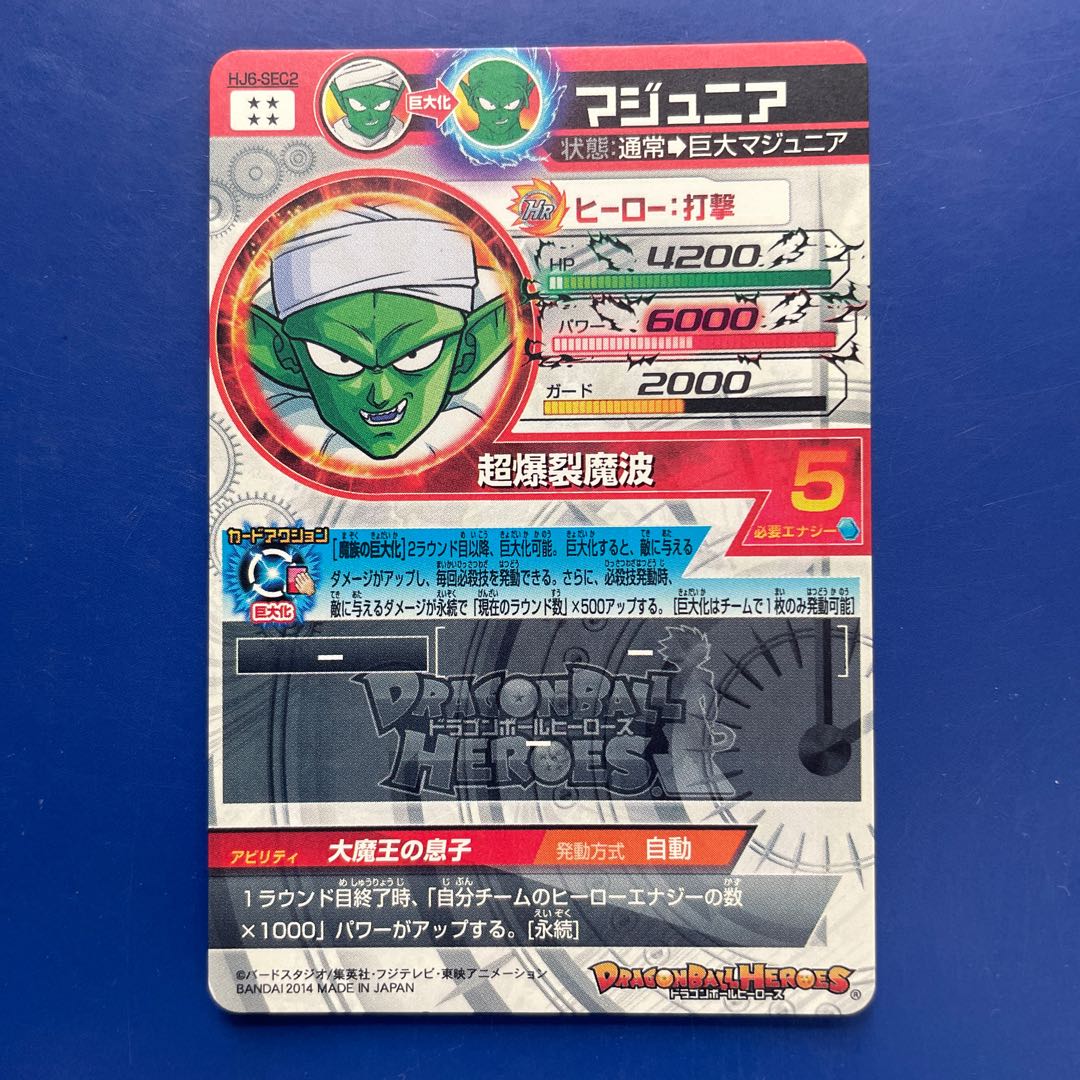 HJ6-SEC2
巨大化
マジュニア
状態:通常➡巨大マジュニア
HR ヒーロー:打撃
HP 4200
パワー 6000
ガード 2000
超爆裂魔波
5
必要エナジー
カードアクション
巨大化
[魔族の巨大化]2ラウンド目以降、巨大化可能。巨大化すると、敵に与える
ダメージがアップし、毎回必殺技を発動できる。さらに、必殺技発動時、
敵に与えるダメージが永続で「現在のラウンド数」×500アップする。[巨大化はチームで1枚のみ発動可能]
DRAGONBALL
ドラゴンボールヒーローズ
HEROES
アビリティ 大魔王の息子 発動方式 自動
1ラウンド目終了時、「自分チームのヒーローエナジーの数
×1000」パワーがアップする。[永続]
©バードスタジオ/集英社・フジテレビ・東映アニメーション
BANDAI 2014 MADE IN JAPAN
DRAGONBALL HEROES
ドラゴンボールヒーローズ
®